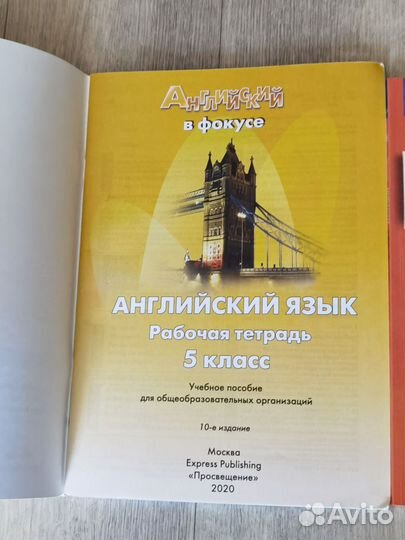 Английский
в фокусе
АНГЛИЙСКИЙ ЯЗЫК
Рабочая тетрадь
5 класс
Учебное пособие
для общеобразовательных организаций
10-е издание
Москва
Express Publishing
«Просвещение»
2020
Avito